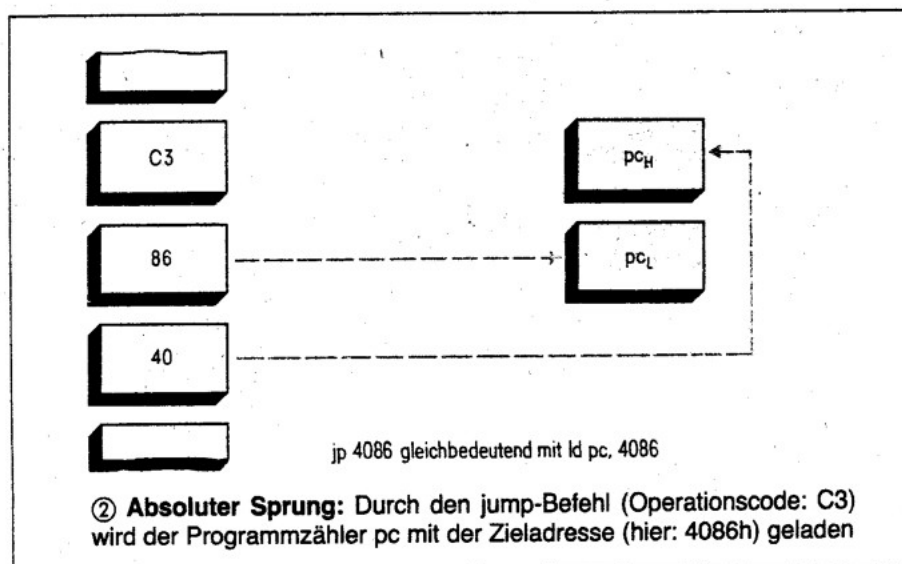 C3
pcH
86
pcL
40
jp 4086 gleichbedeutend mit ld pc, 4086
② Absoluter Sprung: Durch den jump-Befehl (Operationscode: C3)
wird der Programmzähler pc mit der Zieladresse (hier: 4086h) geladen